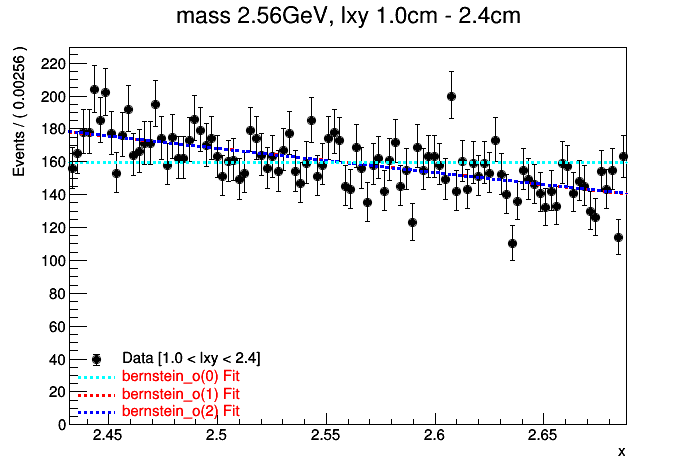 mass 2.56GeV, lxy 1.0cm - 2.4cm
Events / ( 0.00256 )
220
200
180
160
140
120
100
80
60
40
20
0
Data [1.0 < lxy < 2.4]
bernstein_o(0) Fit
bernstein_o(1) Fit
bernstein_o(2) Fit
2.45 2.5 2.55 2.6 2.65
x